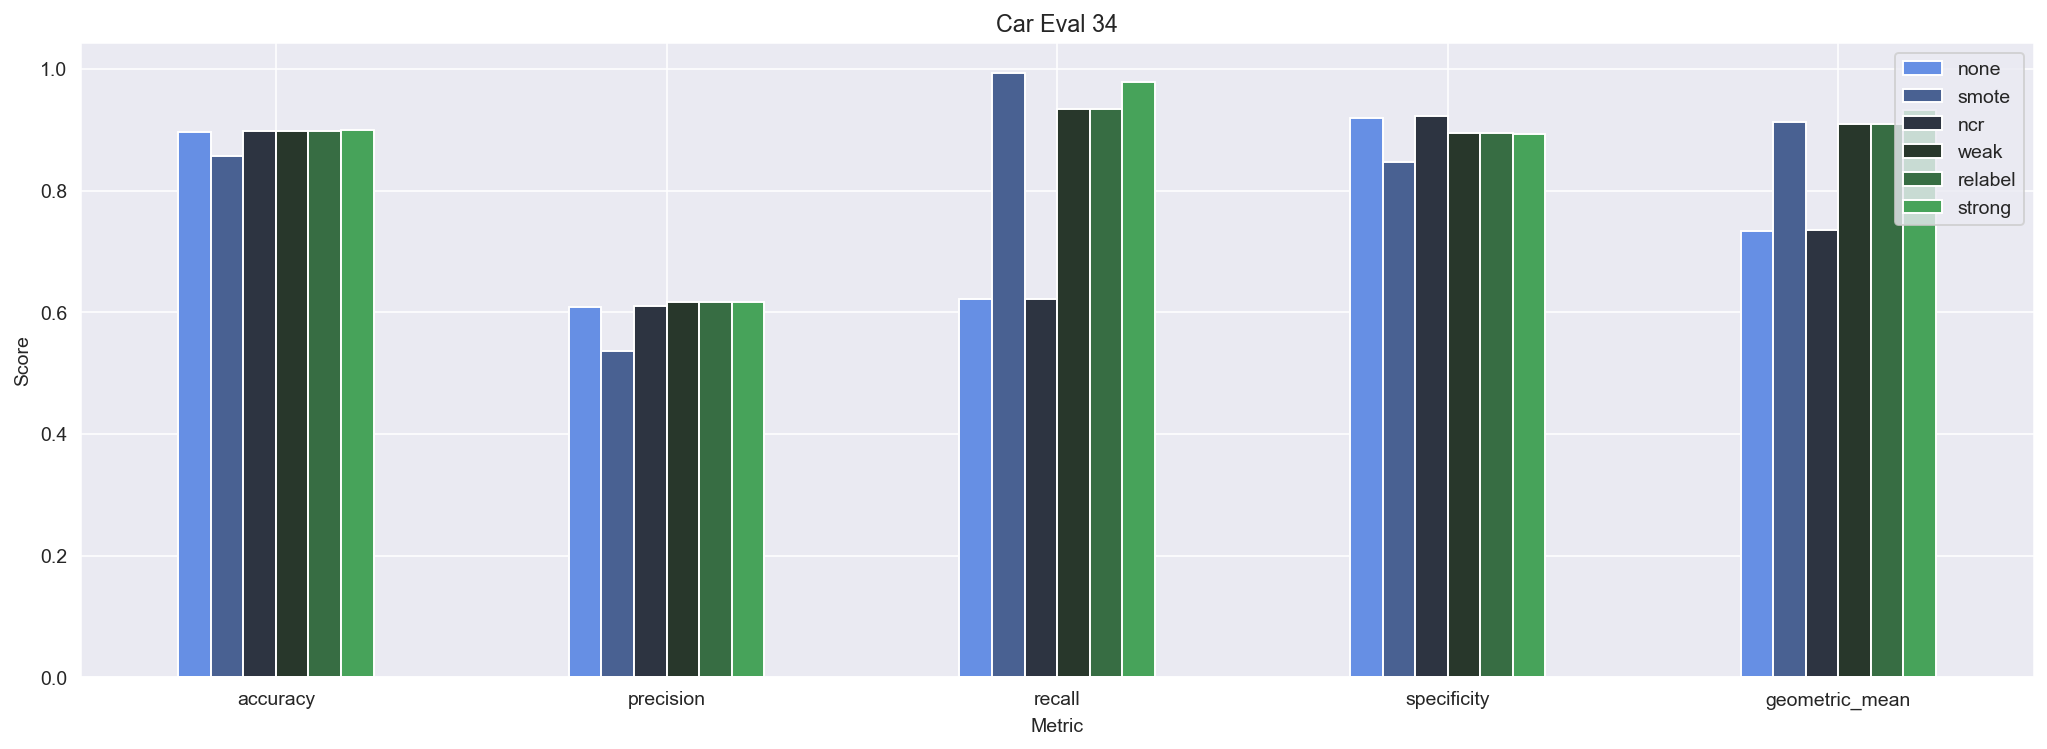 Car Eval 34
1.0
0.8
0.6
0.4
0.2
0.0
Score
accuracy
precision
recall
specificity
geometric_mean
Metric
none
smote
ncr
weak
relabel
strong